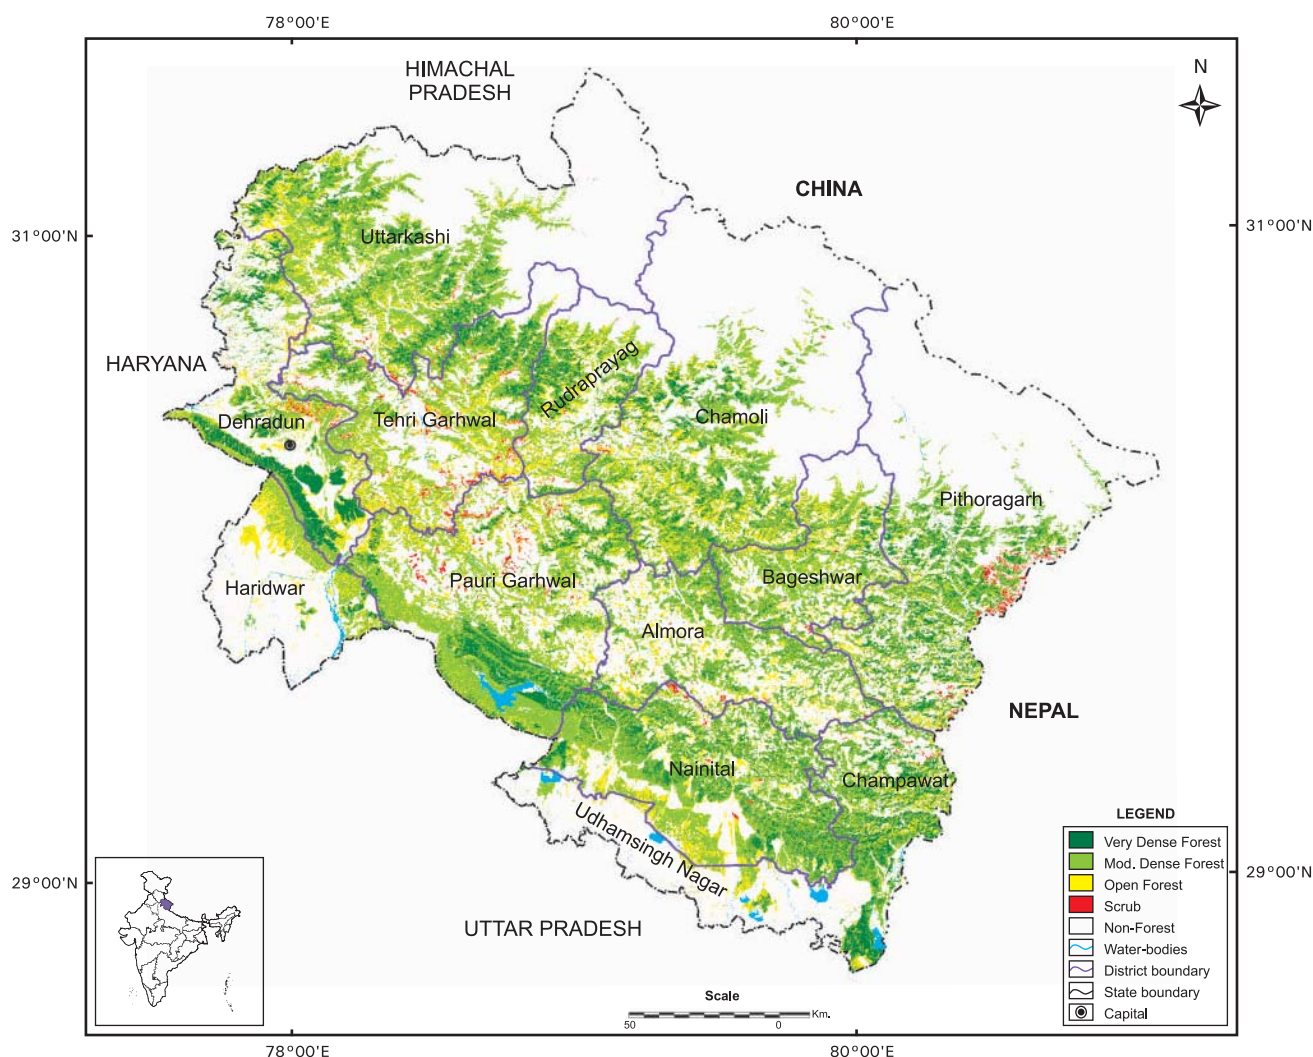 78°00'E
80°00'E
HIMACHAL
PRADESH
N
CHINA
31°00'N
31°00'N
Uttarkashi
HARYANA
Rudraprayag
Dehradun
Tehri Garhwal
Chamoli
Pithoragarh
Haridwar
Pauri Garhwal
Bageshwar
Almora
NEPAL
Nainital
Champawat
Udhamsingh Nagar
LEGEND
Very Dense Forest
Mod. Dense Forest
Open Forest
Scrub
Non-Forest
Water-bodies
District boundary
State boundary
Capital
29°00'N
29°00'N
UTTAR PRADESH
Scale
Km.
50
0
78°00'E
80°00'E